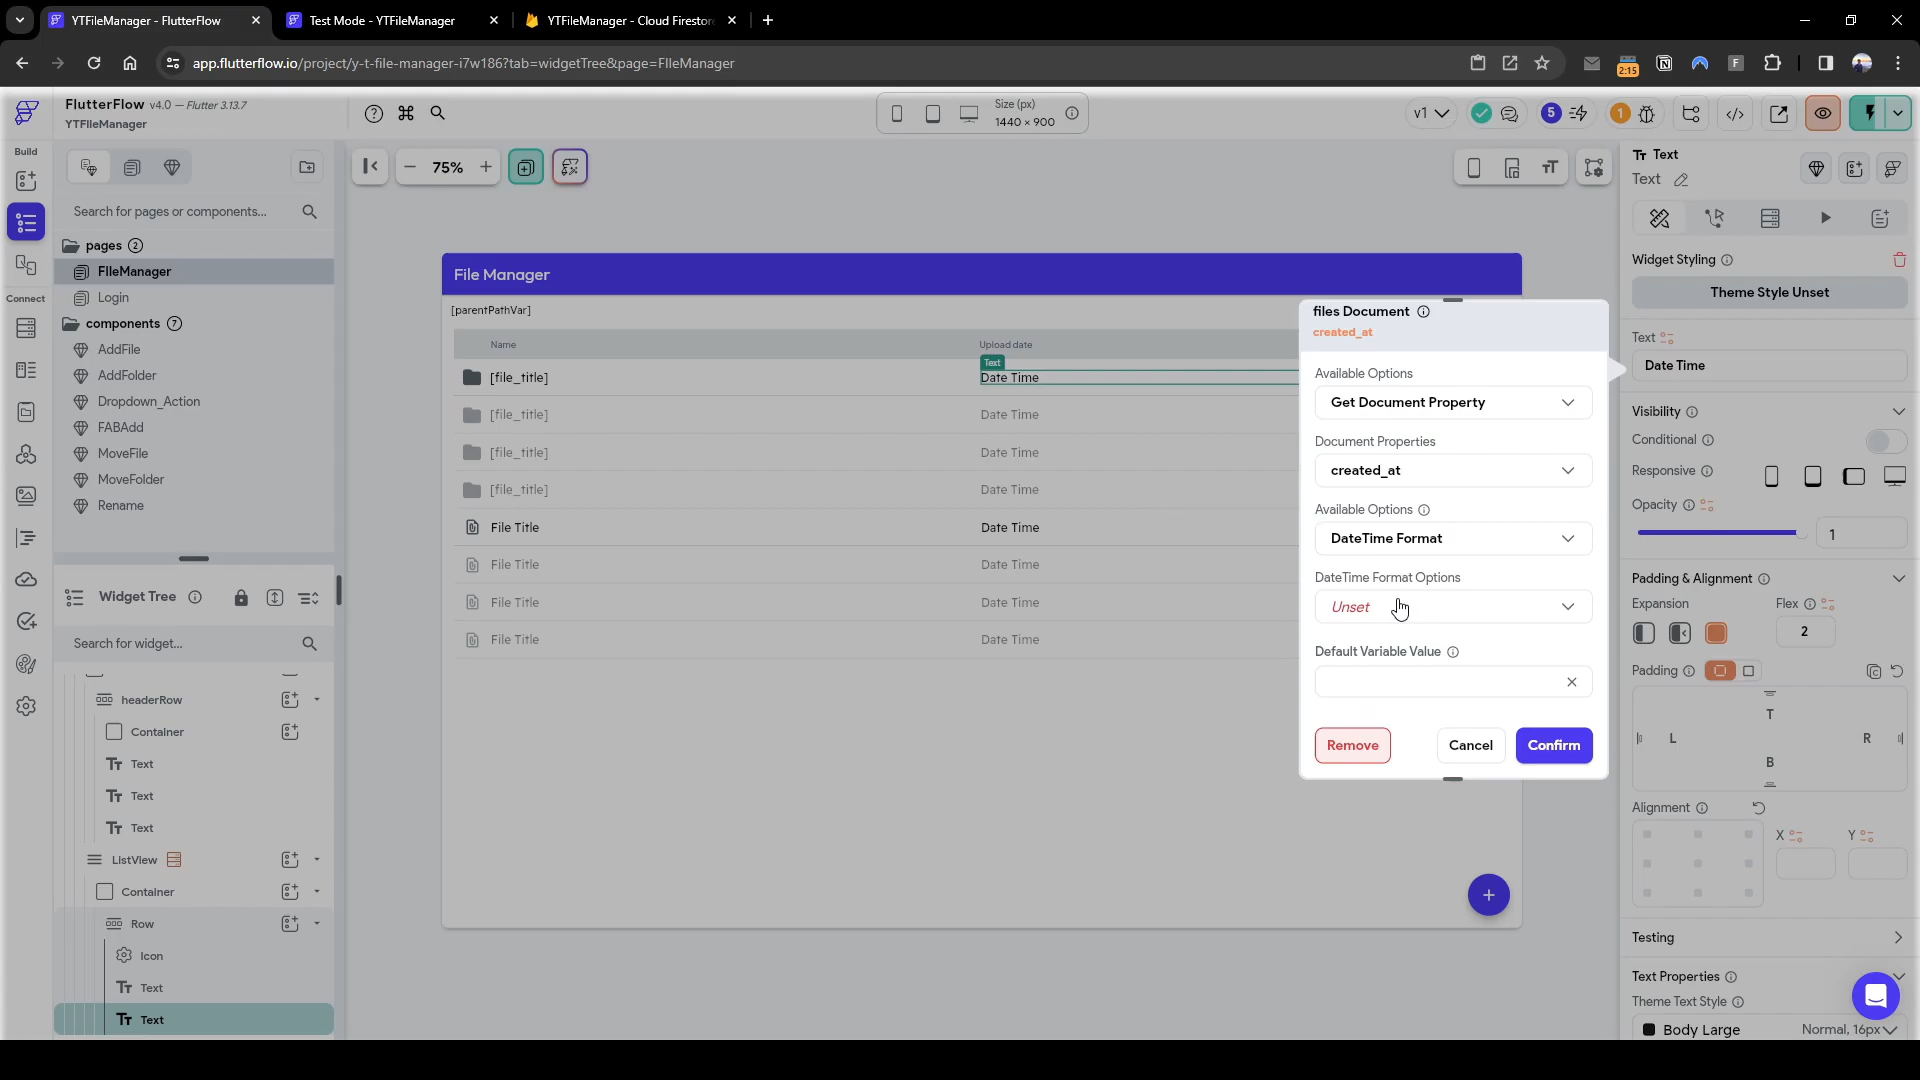 YTFileManager - FlutterFlow
Test Mode - YTFileManager
YTFileManager - Cloud Firestor
app.flutterflow.io/project/y-t-file-manager-i7w186?tab=widgetTree&page=FIleManager
2:15
FlutterFlow v4.0 — Flutter 3.13.7
YTFIleManager
Size (px)
1440 × 900
v1
5
1
Build
Connect
Search for pages or components...
pages (2)
FIleManager
Login
components (7)
AddFile
AddFolder
Dropdown_Action
FABAdd
MoveFile
MoveFolder
Rename
Widget Tree
Search for widget...
headerRow
Container
Text
Text
Text
ListView
Container
Row
Icon
Text
Text
75%
File Manager
[parentPathVar]
Name
Upload date
Text
[file_title]
Date Time
[file_title]
Date Time
[file_title]
Date Time
[file_title]
Date Time
File Title
Date Time
File Title
Date Time
File Title
Date Time
File Title
Date Time
files Document
created_at
Available Options
Get Document Property
Document Properties
created_at
Available Options
DateTime Format
DateTime Format Options
Unset
Default Variable Value
Remove
Cancel
Confirm
Text
Text
Widget Styling
Theme Style Unset
Text
Date Time
Visibility
Conditional
Responsive
Opacity
1
Padding & Alignment
Expansion
Flex
2
Padding
T
L
R
B
Alignment
X
Y
Testing
Text Properties
Theme Text Style
Body Large
Normal, 16px